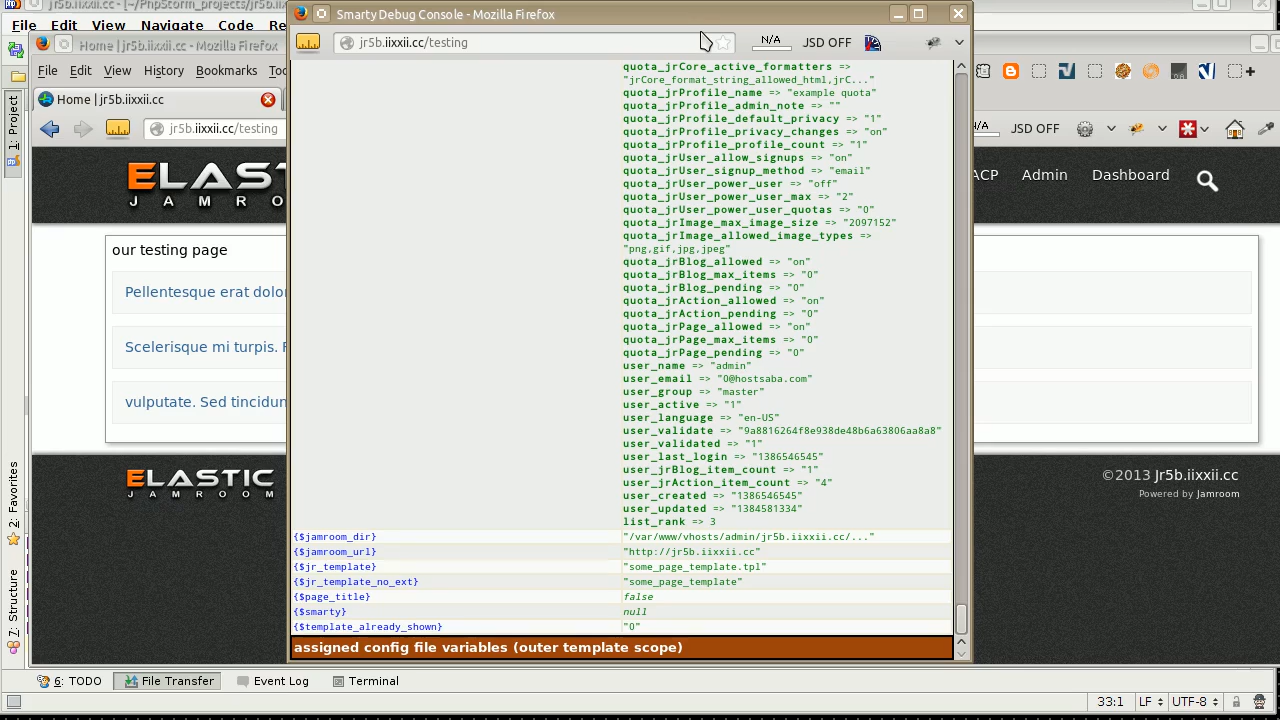 jr5b.iixxii.cc - [~/PhpStorm_projects/jr5b.ii
Smarty Debug Console - Mozilla Firefox
File Edit View Navigate Code
Home | jr5b.iixxii.cc - Mozilla Firefox
jr5b.iixxii.cc/testing
N/A
JSD OFF
File Edit View History Bookmarks
Home | jr5b.iixxii.cc
jr5b.iixxii.cc/testing
JSD OFF
1: Project
2: Favorites
7: Structure
ELAST
JAMRO
ACP Admin Dashboard
our testing page
Pellentesque erat dolor
Scelerisque mi turpis.
vulputate. Sed tincidun
ELASTIC
JAMROOM
©2013 Jr5b.iixxii.cc
Powered by Jamroom
quota_jrCore_active_formatters =>
"jrCore_format_string_allowed_html,jrC..."
quota_jrProfile_name => "example quota"
quota_jrProfile_admin_note => ""
quota_jrProfile_default_privacy => "1"
quota_jrProfile_privacy_changes => "on"
quota_jrProfile_profile_count => "1"
quota_jrUser_allow_signups => "on"
quota_jrUser_signup_method => "email"
quota_jrUser_power_user => "off"
quota_jrUser_power_user_max => "2"
quota_jrUser_power_user_quotas => "0"
quota_jrImage_max_image_size => "2097152"
quota_jrImage_allowed_image_types =>
"png,gif,jpg,jpeg"
quota_jrBlog_allowed => "on"
quota_jrBlog_max_items => "0"
quota_jrBlog_pending => "0"
quota_jrAction_allowed => "on"
quota_jrAction_pending => "0"
quota_jrPage_allowed => "on"
quota_jrPage_max_items => "0"
quota_jrPage_pending => "0"
user_name => "admin"
user_email => "0@hostsaba.com"
user_group => "master"
user_active => "1"
user_language => "en-US"
user_validate => "9a8816264f8e938de48b6a63806aa8a8"
user_validated => "1"
user_last_login => "1386546545"
user_jrBlog_item_count => "1"
user_jrAction_item_count => "4"
user_created => "1386546545"
user_updated => "1384581334"
list_rank => 3
{$jamroom_dir} "/var/www/vhosts/admin/jr5b.iixxii.cc/..."
{$jamroom_url} "http://jr5b.iixxii.cc"
{$jr_template} "some_page_template.tpl"
{$jr_template_no_ext} "some_page_template"
{$page_title} false
{$smarty} null
{$template_already_shown} "0"
assigned config file variables (outer template scope)
6: TODO File Transfer Event Log Terminal
33:1 LF UTF-8